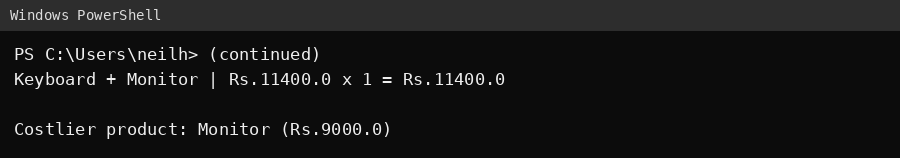 Windows PowerShell
PS C:\Users\neilh> (continued)
Keyboard + Monitor | Rs.11400.0 x 1 = Rs.11400.0
Costlier product: Monitor (Rs.9000.0)